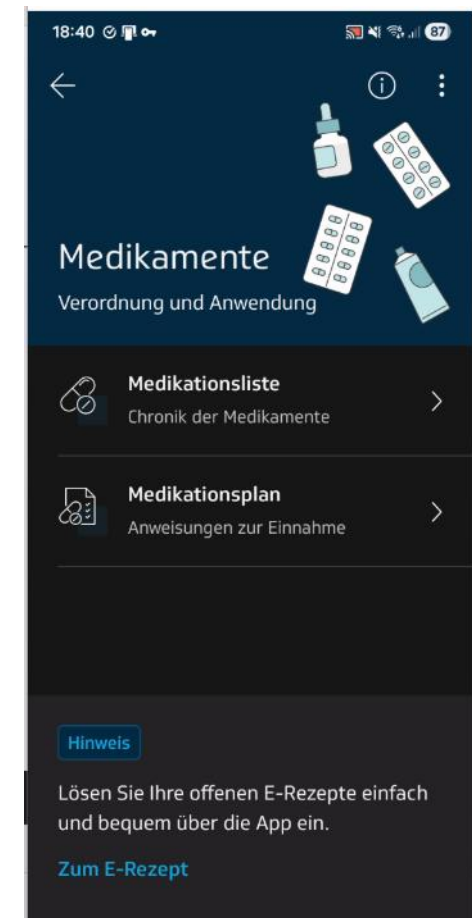 18:40
87
Medikamente
Verordnung und Anwendung
Medikationsliste
Chronik der Medikamente
Medikationsplan
Anweisungen zur Einnahme
Hinweis
Lösen Sie Ihre offenen E-Rezepte einfach
und bequem über die App ein.
Zum E-Rezept